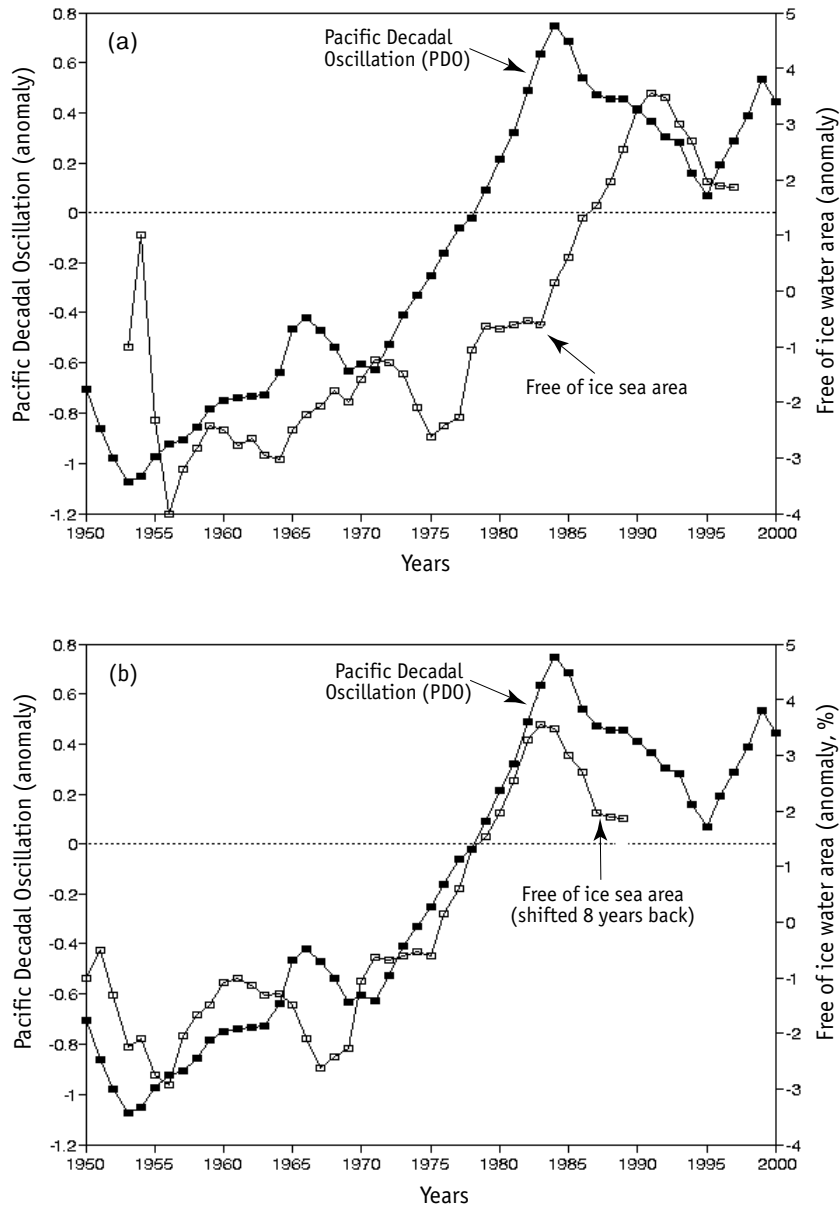 (a)
Pacific Decadal
Oscillation (PDO)
Free of ice sea area
Pacific Decadal Oscillation (anomaly)
0.8
0.6
0.4
0.2
0
-0.2
-0.4
-0.6
-0.8
-1
-1.2
Free of ice water area (anomaly)
5
4
3
2
1
0
-1
-2
-3
-4
1950 1955 1960 1965 1970 1975 1980 1985 1990 1995 2000
Years
(b)
Pacific Decadal
Oscillation (PDO)
Free of ice sea area
(shifted 8 years back)
Pacific Decadal Oscillation (anomaly)
0.8
0.6
0.4
0.2
0
-0.2
-0.4
-0.6
-0.8
-1
-1.2
Free of ice water area (anomaly, %)
5
4
3
2
1
0
-1
-2
-3
-4
1950 1955 1960 1965 1970 1975 1980 1985 1990 1995 2000
Years